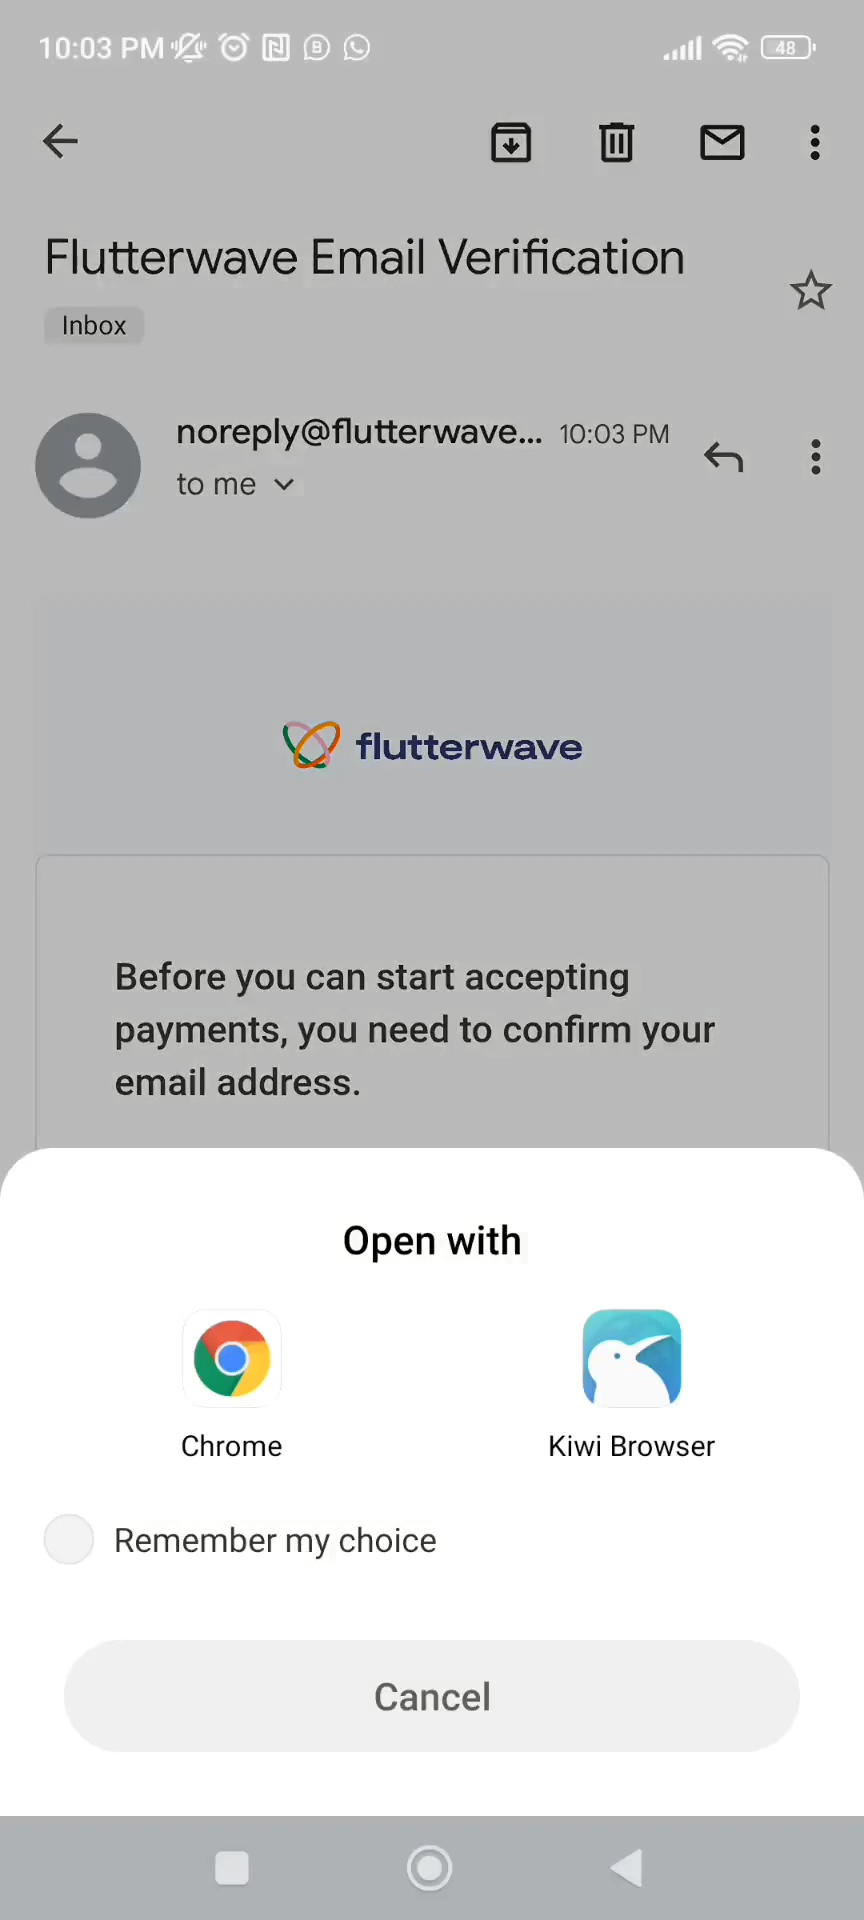 10:03 PM
48
Flutterwave Email Verification
Inbox
noreply@flutterwave... 10:03 PM
to me
flutterwave
Before you can start accepting
payments, you need to confirm your
email address.
Open with
Chrome
Kiwi Browser
Remember my choice
Cancel